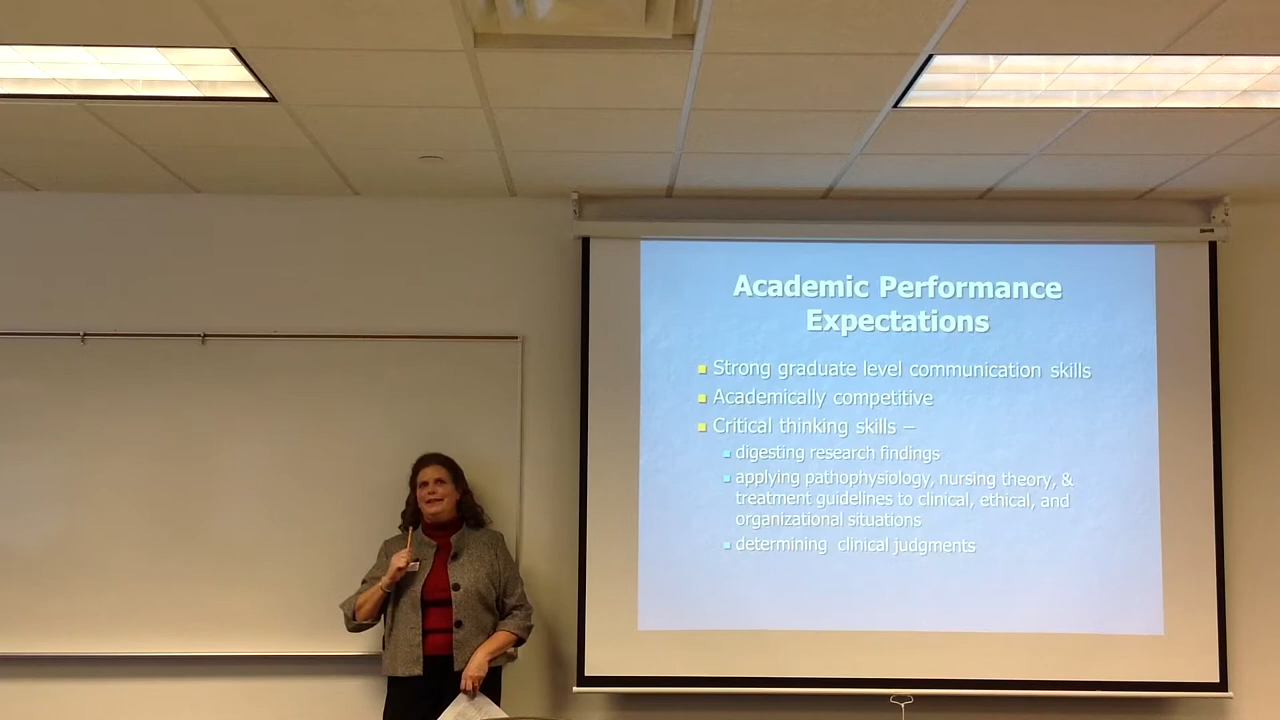 Academic Performance
Expectations
Strong graduate level communication skills
Academically competitive
Critical thinking skills –
digesting research findings
applying pathophysiology, nursing theory, &
treatment guidelines to clinical, ethical, and
organizational situations
determining clinical judgments